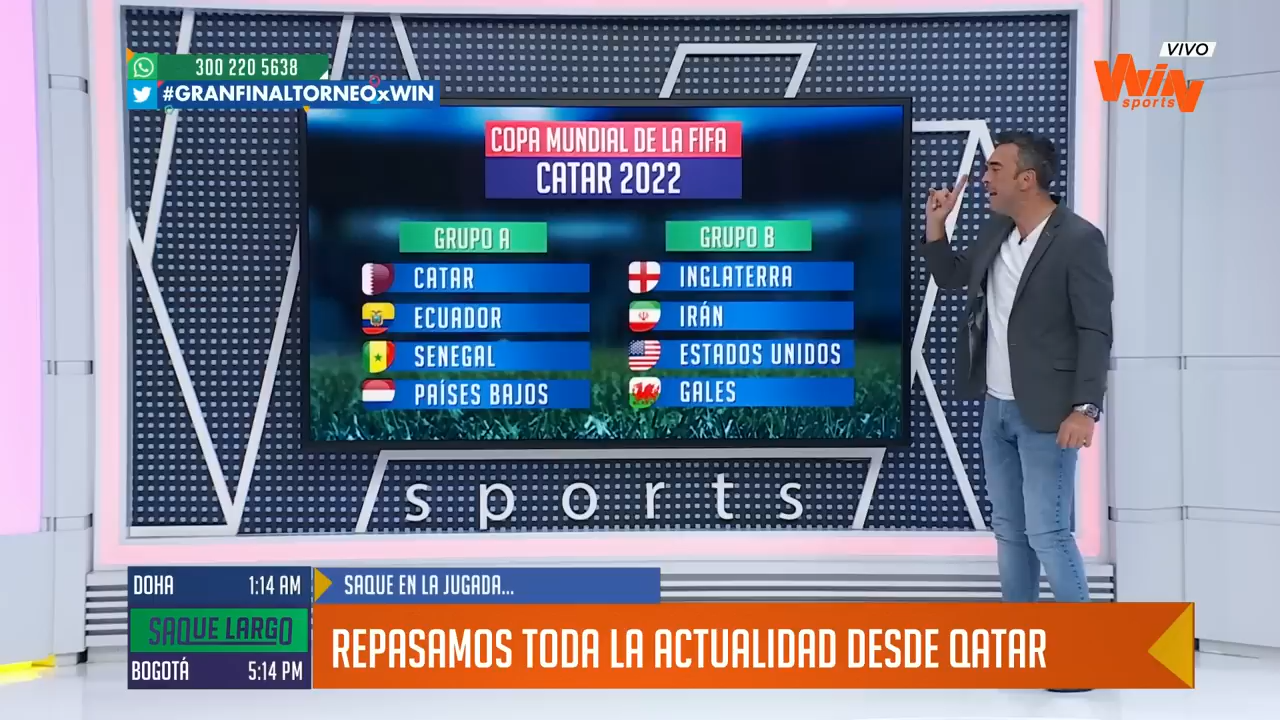 300 220 5638
#GRANFINALTORNEOxWIN
VIVO
WIN
sports
COPA MUNDIAL DE LA FIFA
CATAR 2022
GRUPO A
CATAR
ECUADOR
SENEGAL
PAÍSES BAJOS
GRUPO B
INGLATERRA
IRÁN
ESTADOS UNIDOS
GALES
sports
DOHA 1:14 AM
SAQUE EN LA JUGADA...
SAQUE LARGO
REPASAMOS TODA LA ACTUALIDAD DESDE QATAR
BOGOTÁ 5:14 PM